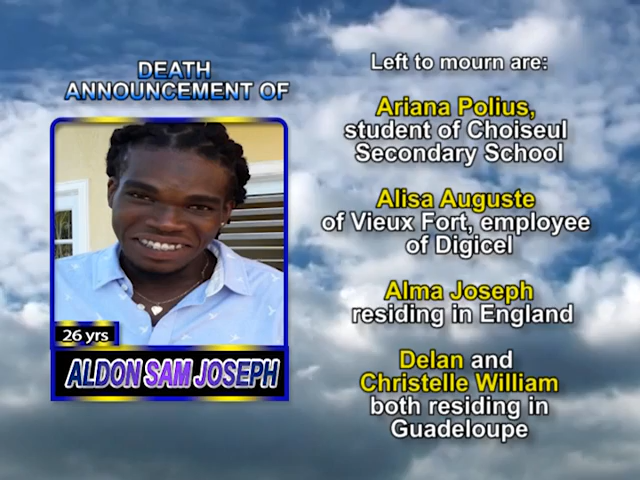 DEATH
ANNOUNCEMENT OF
26 yrs
ALDON SAM JOSEPH
Left to mourn are:
Ariana Polius,
student of Choiseul
Secondary School
Alisa Auguste
of Vieux Fort, employee
of Digicel
Alma Joseph
residing in England
Delan and
Christelle William
both residing in
Guadeloupe